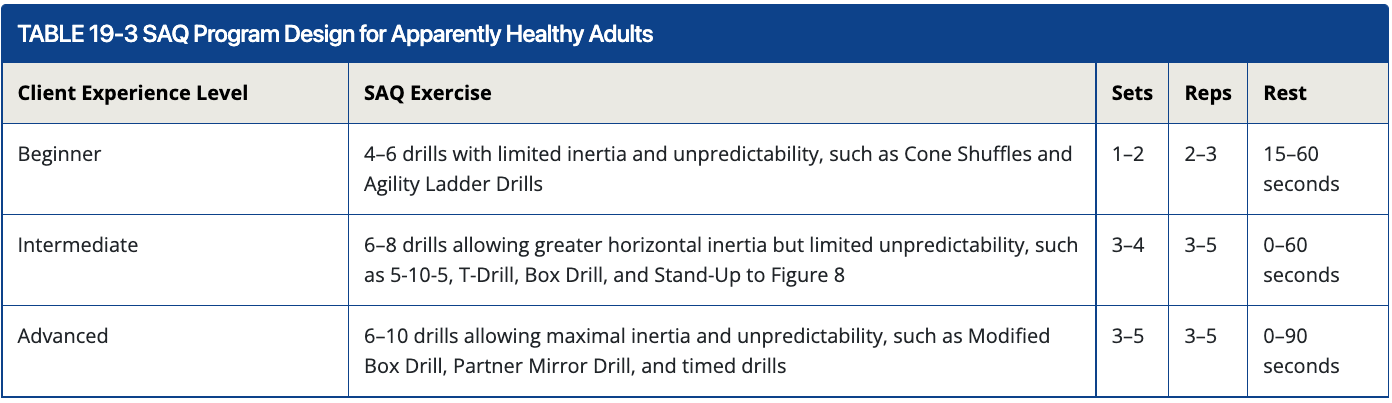 TABLE 19-3 SAQ Program Design for Apparently Healthy Adults
Client Experience Level SAQ Exercise Sets Reps Rest
Beginner 4–6 drills with limited inertia and unpredictability, such as Cone Shuffles and 1–2 2–3 15–60
Agility Ladder Drills seconds
Intermediate 6–8 drills allowing greater horizontal inertia but limited unpredictability, such 3–4 3–5 0–60
as 5-10-5, T-Drill, Box Drill, and Stand-Up to Figure 8 seconds
Advanced 6–10 drills allowing maximal inertia and unpredictability, such as Modified 3–5 3–5 0–90
Box Drill, Partner Mirror Drill, and timed drills seconds